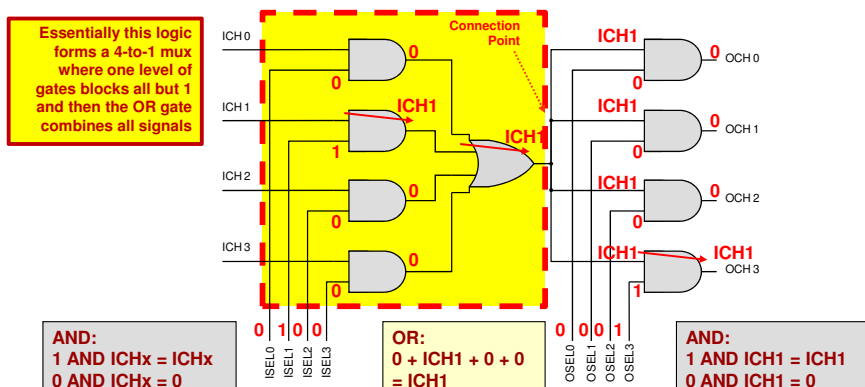 Essentially this logic
forms a 4-to-1 mux
where one level of
gates blocks all but 1
and then the OR gate
combines all signals
Connection
Point
ICH 0
0
0
ICH 1
ICH1
1
ICH1
ICH 2
0
0
ICH 3
0
0
0 1 0 0
ISEL0
ISEL1
ISEL2
ISEL3
ICH1
0
OCH 0
0
ICH1
0
OCH 1
0
ICH1
0
OCH 2
0
ICH1
ICH1
OCH 3
1
0 0 0 1
OSEL0
OSEL1
OSEL2
OSEL3
AND:
1 AND ICHx = ICHx
0 AND ICHx = 0
OR:
0 + ICH1 + 0 + 0
= ICH1
AND:
1 AND ICH1 = ICH1
0 AND ICH1 = 0